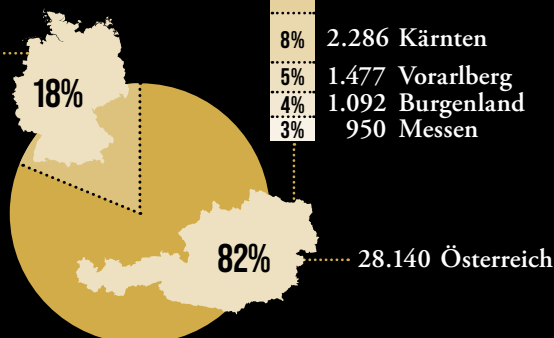 8% 2.286 Kärnten
18%
5% 1.477 Vorarlberg
4% 1.092 Burgenland
3% 950 Messen
82%
28.140 Österreich